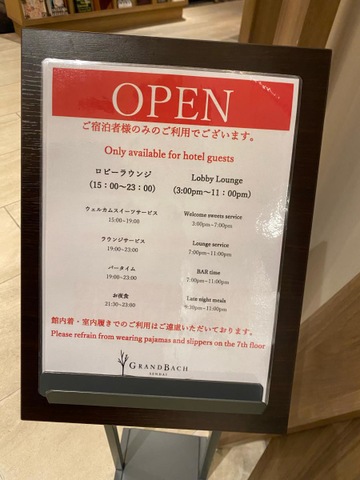 OPEN
ご宿泊者様のみのご利用でございます。
Only available for hotel guests
ロビーラウンジ Lobby Lounge
（15：00～23：00） (3:00pm～11：00pm)
ウェルカムスイーツサービス Welcome sweets service
15:00~19:00 3:00pm~7:00pm
ラウンジサービス Lounge service
19:00~23:00 7:00pm~11:00pm
バータイム BAR time
19:00~23:00 7:00pm~11:00pm
お夜食 Late night meals
21:30~23:00 9:30pm~11:00pm
館内着・室内履きでのご利用はご遠慮いただいております。
Please refrain from wearing pajamas and slippers on the 7th floor
GRANDBACH
SENDAI